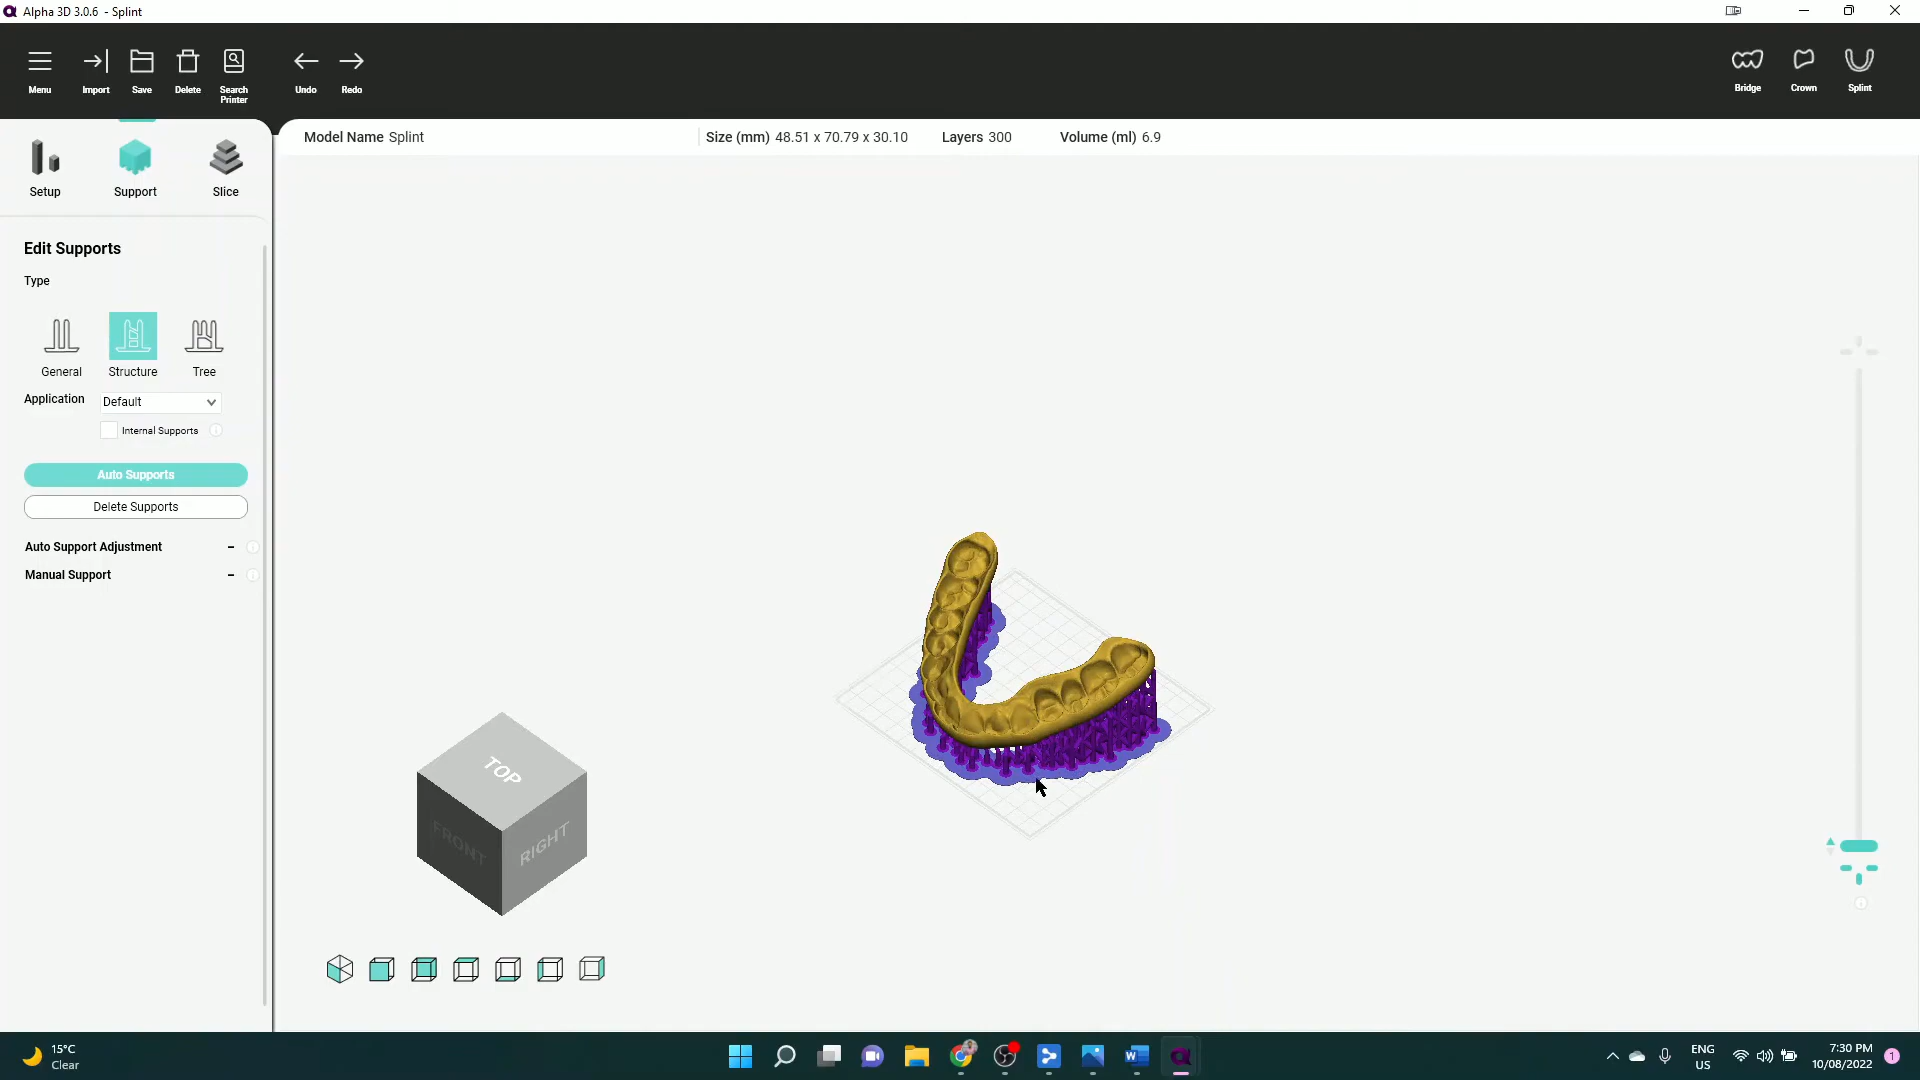 Alpha 3D 3.0.6 - Splint
Menu
Import
Save
Delete
Search
Printer
Undo
Redo
Bridge
Crown
Splint
Model Name Splint
Size (mm) 48.51 x 70.79 x 30.10
Layers 300
Volume (ml) 6.9
Setup
Support
Slice
Edit Supports
Type
General
Structure
Tree
Application
Default
Internal Supports
Auto Supports
Delete Supports
Auto Support Adjustment
Manual Support
TOP
FRONT
RIGHT
15°C
Clear
ENG
US
7:30 PM
10/08/2022
1